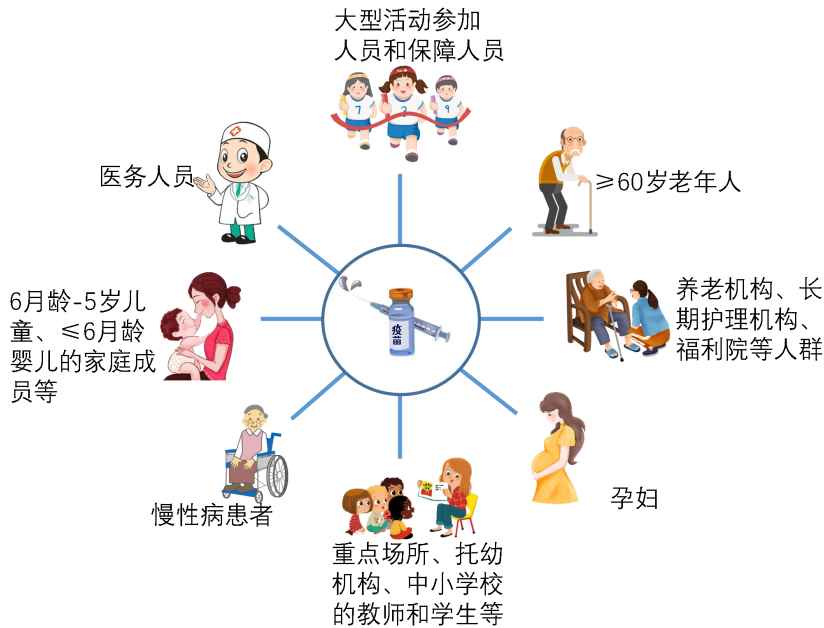 大型活动参加
人员和保障人员
7
2
9
医务人员
≥60岁老年人
疫苗
养老机构、长
期护理机构、
福利院等人群
6月龄-5岁儿
童、≤6月龄
婴儿的家庭成
员等
慢性病患者
孕妇
重点场所、托幼
机构、中小学校
的教师和学生等